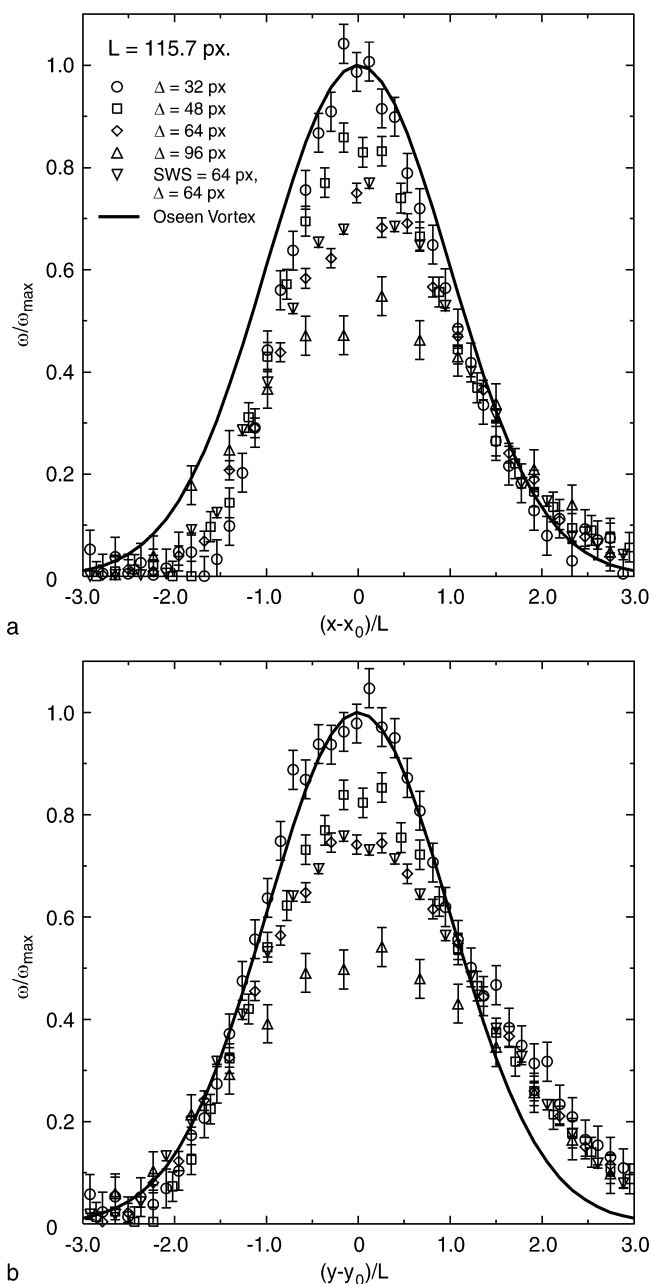 L = 115.7 px.
Δ = 32 px
Δ = 48 px
Δ = 64 px
Δ = 96 px
SWS = 64 px,
Δ = 64 px
Oseen Vortex
1.0
0.8
0.6
0.4
0.2
0
ω/ωmax
-3.0 -2.0 -1.0 0 1.0 2.0 3.0
(x-x0)/L
a
1.0
0.8
0.6
0.4
0.2
0
ω/ωmax
-3.0 -2.0 -1.0 0 1.0 2.0 3.0
(y-y0)/L
b